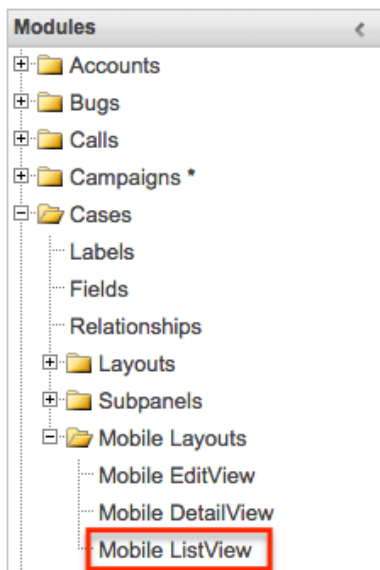 Modules
Accounts
Bugs
Calls
Campaigns *
Cases
Labels
Fields
Relationships
Layouts
Subpanels
Mobile Layouts
Mobile EditView
Mobile DetailView
Mobile ListView